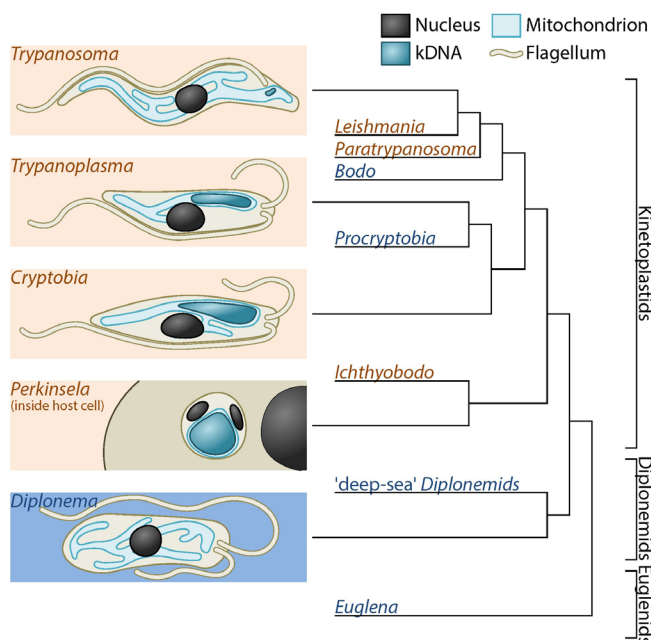 Nucleus
Mitochondrion
kDNA
Flagellum
Trypanosoma
Leishmania
Paratrypanosoma
Bodo
Trypanoplasma
Procryptobia
Cryptobia
Ichthyobodo
Perkinsela
(inside host cell)
'deep-sea' Diplonemids
Diplonema
Euglena
Kinetoplastids
Diplonemids
Euglenids